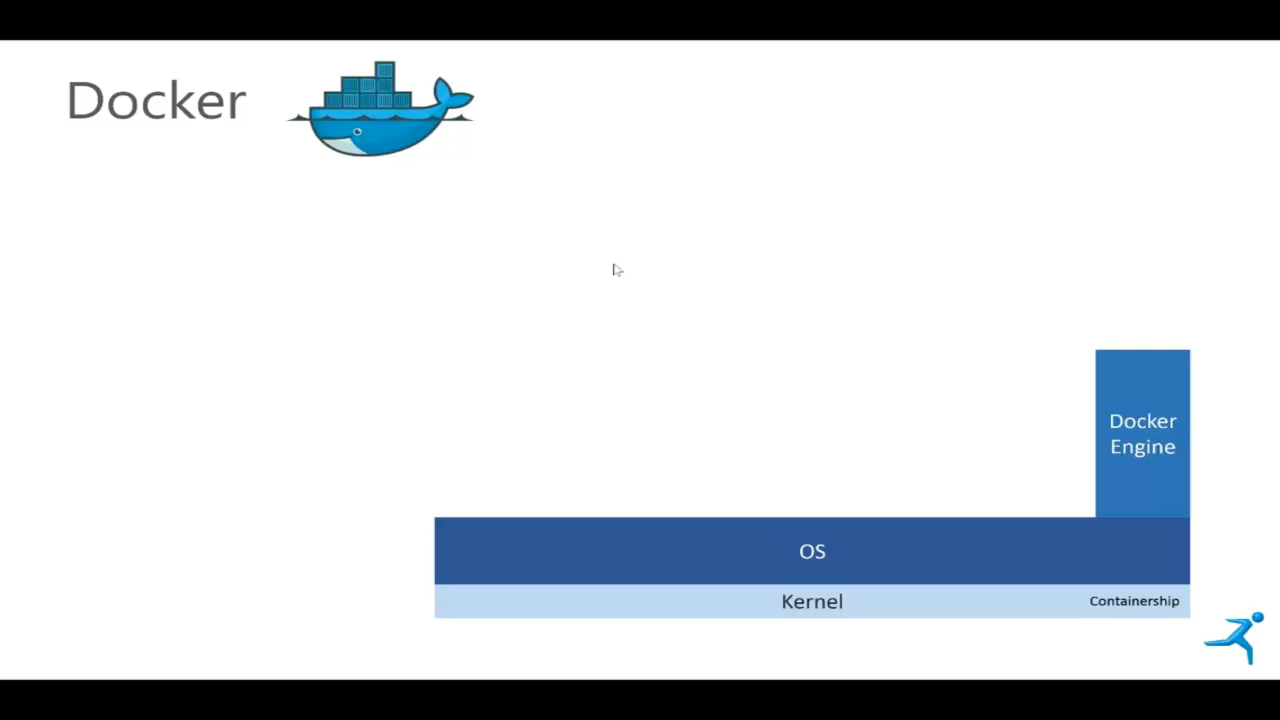 Docker
Docker
Engine
OS
Kernel
Containership